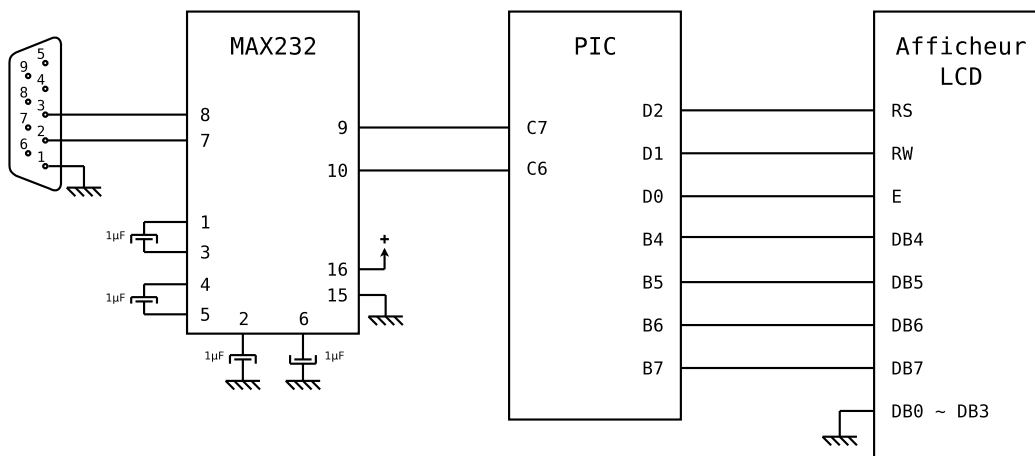 5
9
4
8
3
7
2
6
1
MAX232
8
7
9
10
1
3
4
5
16
15
2
6
+
1µF
1µF
1µF
1µF
PIC
C7
C6
D2
D1
D0
B4
B5
B6
B7
Afficheur
LCD
RS
RW
E
DB4
DB5
DB6
DB7
DB0 ~ DB3